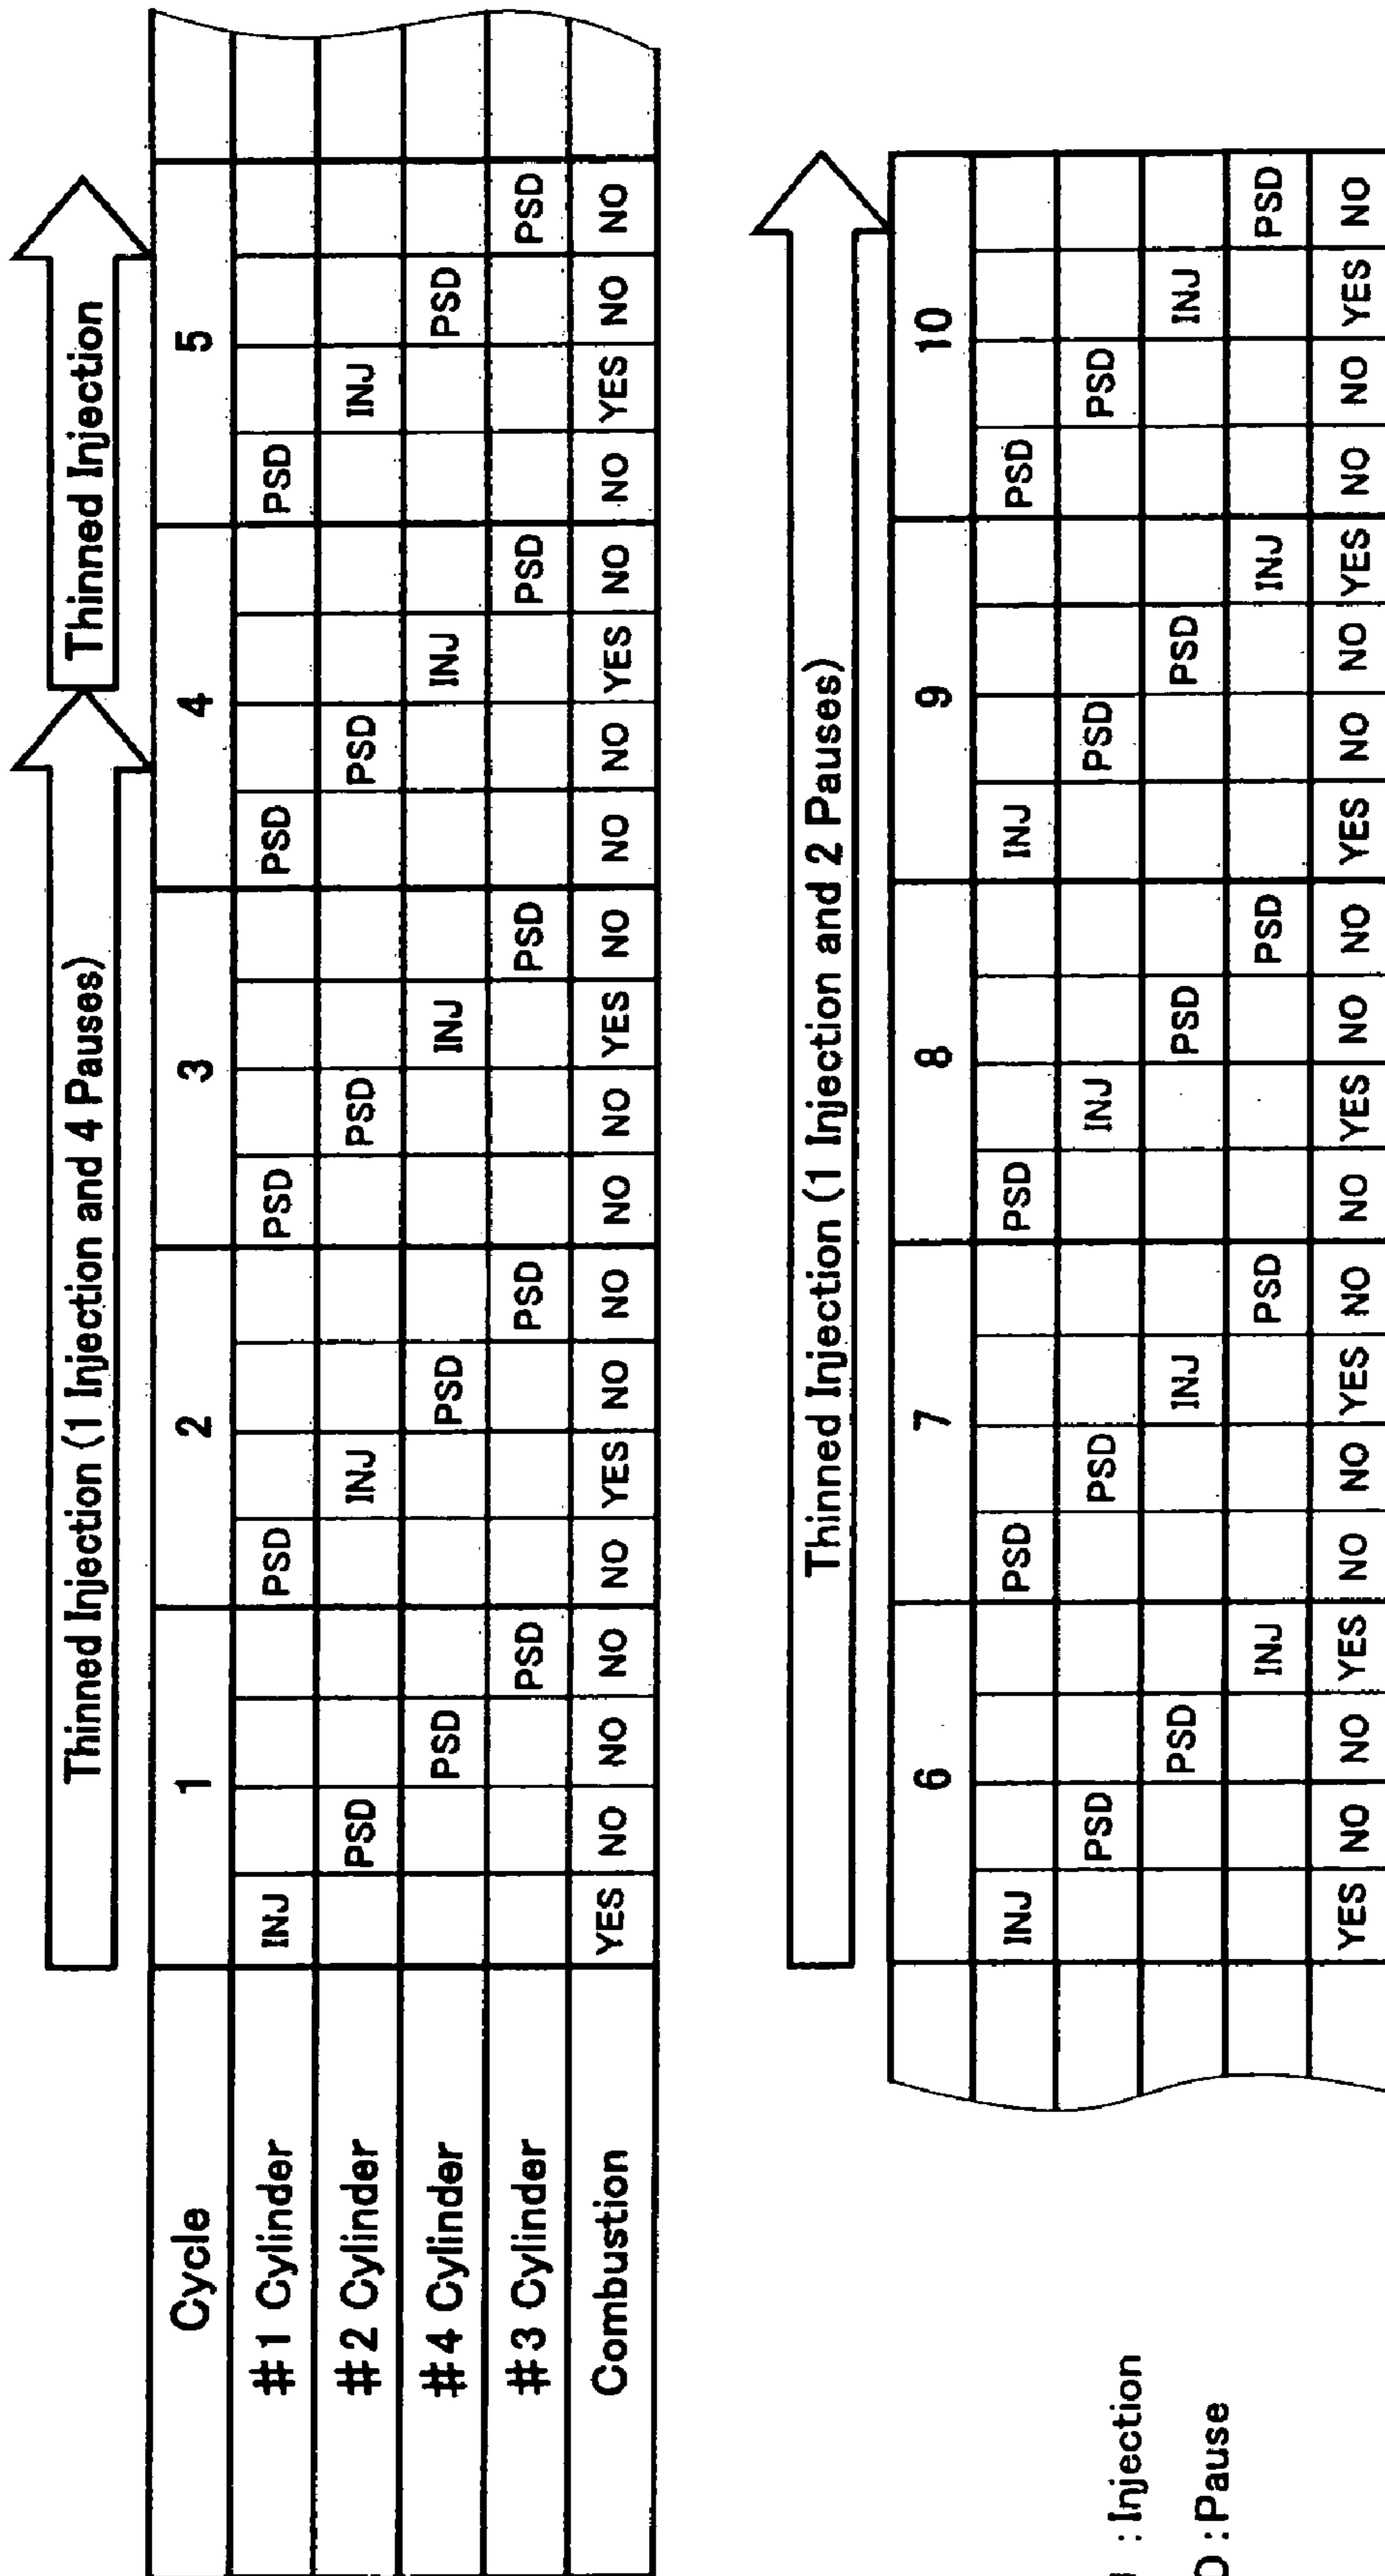 Thinned Injection (1 Injection and 4 Pauses) Thinned Injection
Cycle 1 2 3 4 5
#1 Cylinder INJ PSD PSD PSD PSD
#2 Cylinder PSD INJ PSD PSD INJ
#4 Cylinder PSD PSD INJ INJ PSD
#3 Cylinder PSD PSD PSD PSD PSD
Combustion YES NO NO NO NO YES NO NO NO NO YES NO NO NO YES NO NO YES NO NO
Thinned Injection (1 Injection and 2 Pauses)
6 7 8 9 10
INJ PSD PSD INJ PSD
PSD PSD INJ PSD PSD
PSD INJ PSD PSD INJ
INJ PSD PSD INJ PSD
YES NO NO YES NO NO YES NO NO YES NO NO YES NO NO YES NO NO YES NO
: Injection
: Pause